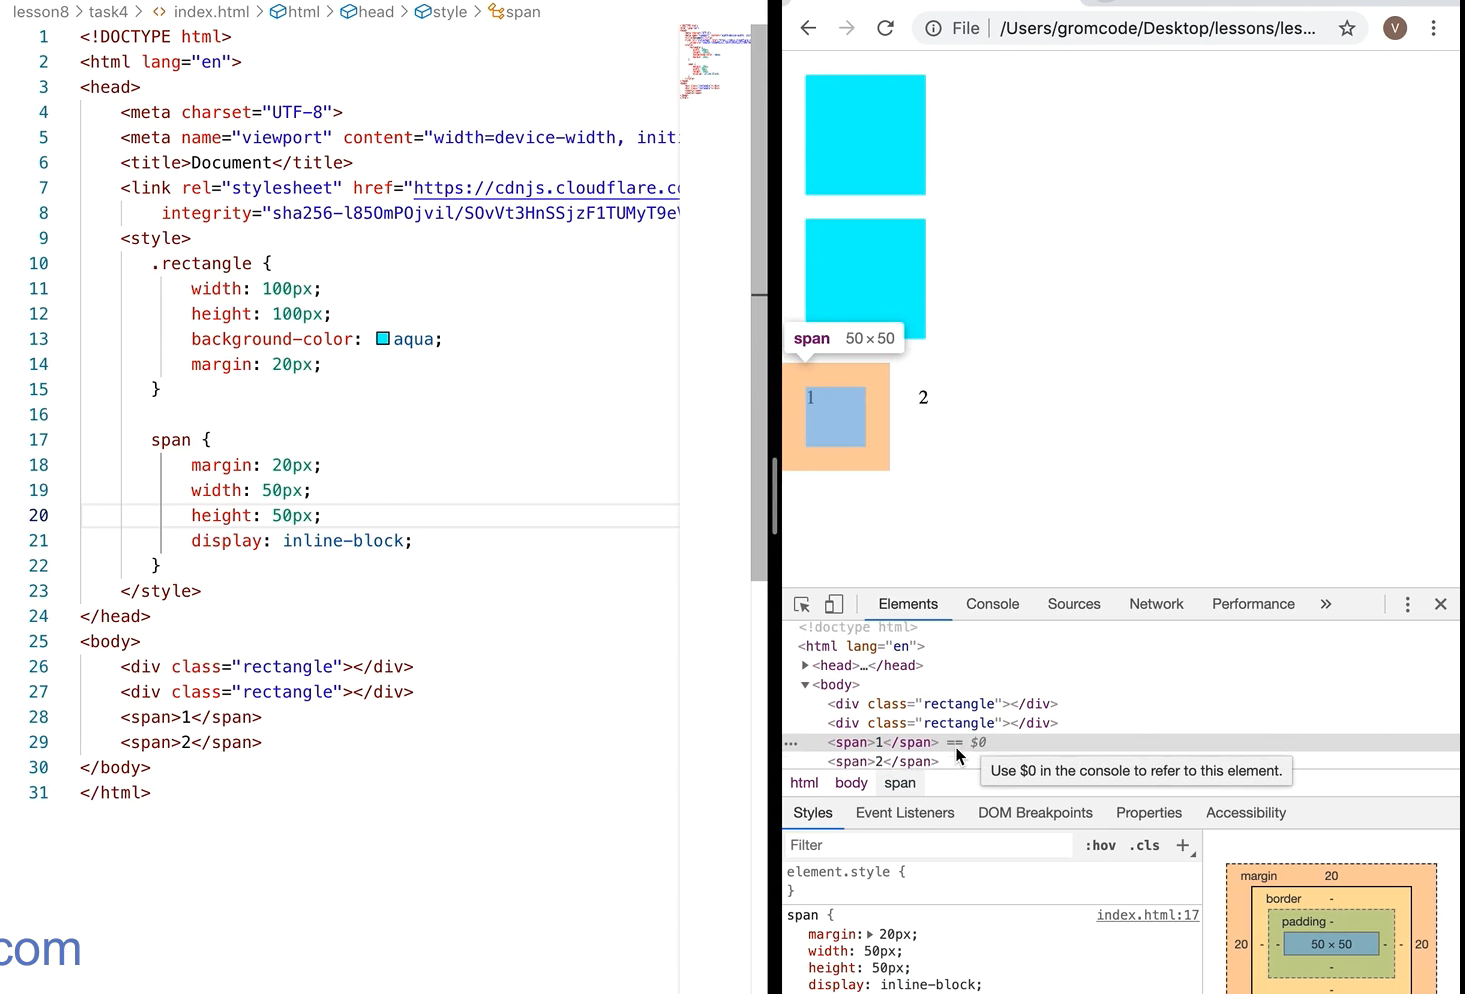 lesson8 > task4 > <> index.html > html > head > style > span
1 <!DOCTYPE html>
2 <html lang="en">
3 <head>
4 <meta charset="UTF-8">
5 <meta name="viewport" content="width=device-width, initi
6 <title>Document</title>
7 <link rel="stylesheet" href="https://cdnjs.cloudflare.co
8 integrity="sha256-l85OmPOjvil/SOvVt3HnSSjzF1TUMyT9eV
9 <style>
10 .rectangle {
11 width: 100px;
12 height: 100px;
13 background-color: aqua;
14 margin: 20px;
15 }
16
17 span {
18 margin: 20px;
19 width: 50px;
20 height: 50px;
21 display: inline-block;
22 }
23 </style>
24 </head>
25 <body>
26 <div class="rectangle"></div>
27 <div class="rectangle"></div>
28 <span>1</span>
29 <span>2</span>
30 </body>
31 </html>
com
File /Users/gromcode/Desktop/lessons/les... V
span 50 × 50
1 2
Elements Console Sources Network Performance »
<!doctype html>
<html lang="en">
<head>…</head>
<body>
<div class="rectangle"></div>
<div class="rectangle"></div>
... <span>1</span> == $0
<span>2</span>
Use $0 in the console to refer to this element.
html body span
Styles Event Listeners DOM Breakpoints Properties Accessibility
Filter :hov .cls +
element.style {
}
span { index.html:17
margin: 20px;
width: 50px;
height: 50px;
display: inline-block;
margin 20
border -
padding -
20 - - 50 × 50 - - 20
-
-